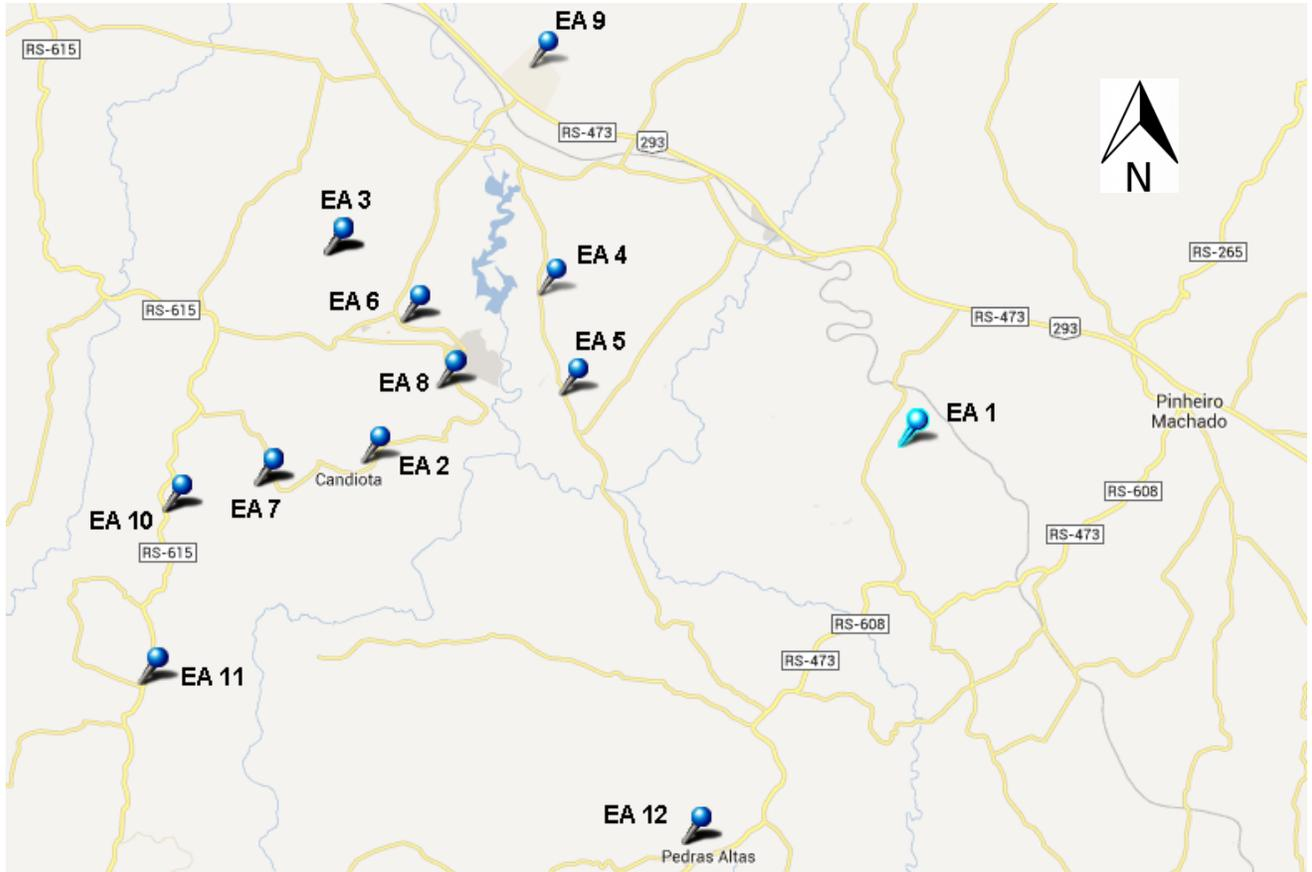 EA 9
RS-615
RS-473
293
N
EA 3
EA 4
RS-265
EA 6
RS-615
RS-473
293
EA 5
EA 8
Pinheiro
Machado
EA 1
EA 2
Candiota
RS-608
EA 7
EA 10
RS-473
RS-615
RS-608
RS-473
EA 11
EA 12
Pedras Altas